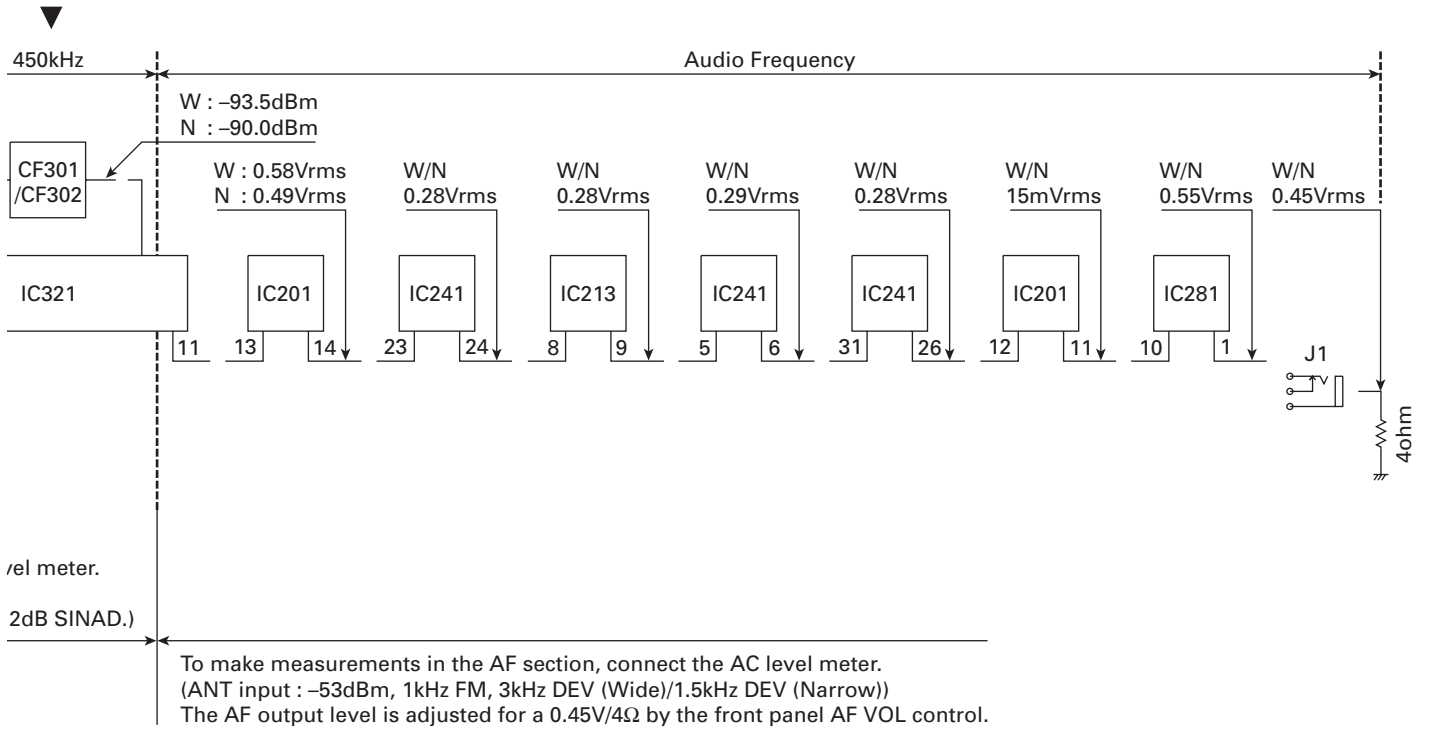 450kHz
Audio Frequency
W : –93.5dBm
N : –90.0dBm
CF301
/CF302
W : 0.58Vrms
N : 0.49Vrms
W/N
0.28Vrms
W/N
0.28Vrms
W/N
0.29Vrms
W/N
0.28Vrms
W/N
15mVrms
W/N
0.55Vrms
W/N
0.45Vrms
IC321
IC201
IC241
IC213
IC241
IC241
IC201
IC281
11
13
14
23
24
8
9
5
6
31
26
12
11
10
1
J1
4ohm
vel meter.
2dB SINAD.)
To make measurements in the AF section, connect the AC level meter.
(ANT input : –53dBm, 1kHz FM, 3kHz DEV (Wide)/1.5kHz DEV (Narrow))
The AF output level is adjusted for a 0.45V/4Ω by the front panel AF VOL control.